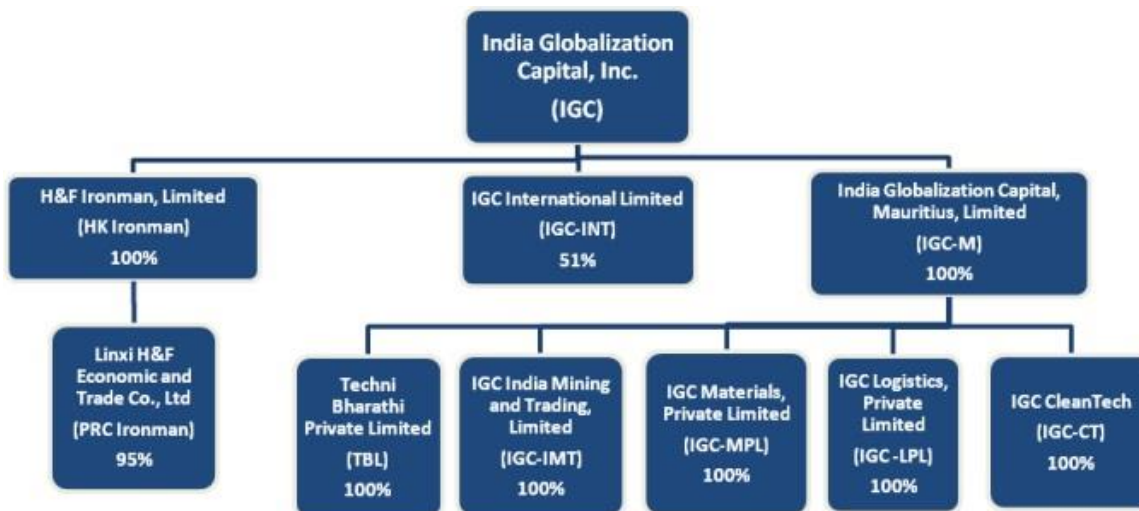 India Globalization
Capital, Inc.
(IGC)
H&F Ironman, Limited
(HK Ironman)
100%
IGC International Limited
(IGC-INT)
51%
India Globalization Capital,
Mauritius, Limited
(IGC-M)
100%
Linxi H&F
Economic and
Trade Co., Ltd
(PRC Ironman)
95%
Techni
Bharathi
Private Limited
(TBL)
100%
IGC India Mining
and Trading,
Limited
(IGC-IMT)
100%
IGC Materials,
Private Limited
(IGC-MPL)
100%
IGC Logistics,
Private
Limited
(IGC -LPL)
100%
IGC CleanTech
(IGC-CT)
100%